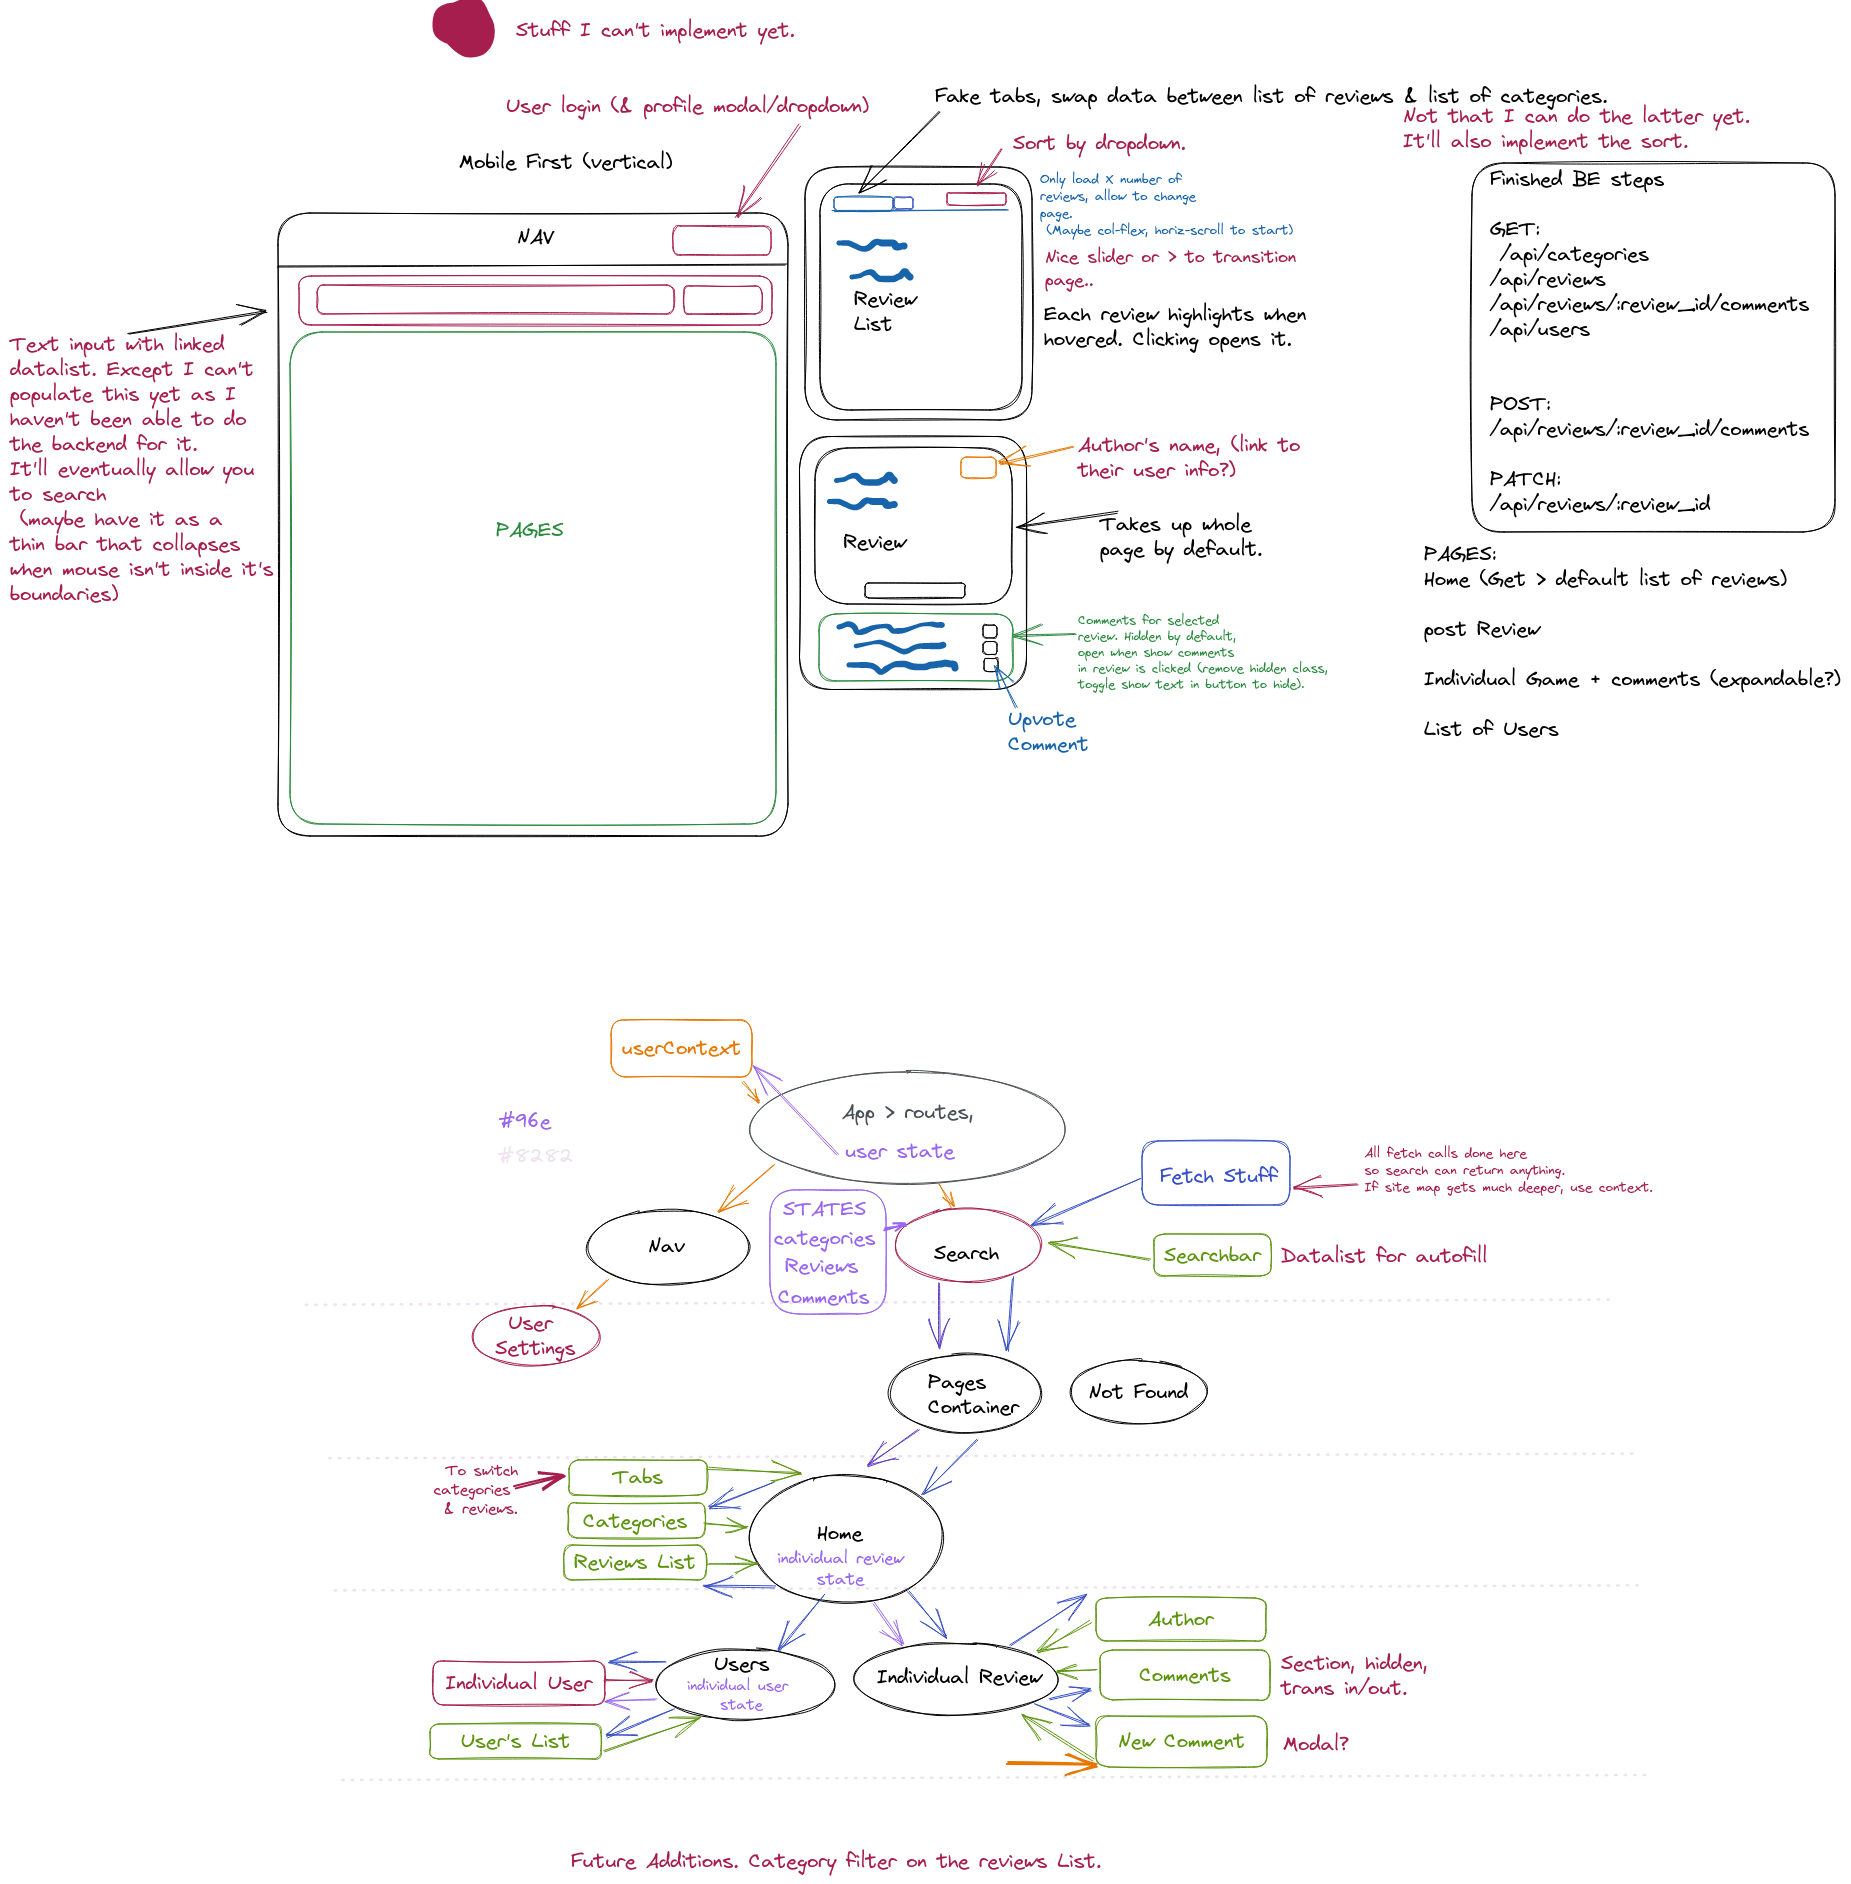 Stuff I can't implement yet.
User login (& profile modal/dropdown)
Fake tabs, swap data between list of reviews & list of categories.
Not that I can do the latter yet.
It'll also implement the sort.
Sort by dropdown.
Mobile First (vertical)
NAV
Text input with linked
datalist. Except I can't
populate this yet as I
haven't been able to do
the backend for it.
It'll eventually allow you
to search
(maybe have it as a
thin bar that collapses
when mouse isn't inside it's
boundaries)
PAGES
Review
List
Only load X number of
reviews, allow to change
page.
(Maybe col-flex, horiz-scroll to start)
Nice slider or > to transition
page..
Each review highlights when
hovered. Clicking opens it.
Author's name, (link to
their user info?)
Review
Takes up whole
page by default.
Comments for selected
review. Hidden by default,
open when show comments
in review is clicked (remove hidden class,
toggle show text in button to hide).
Upvote
Comment
Finished BE steps
GET:
/api/categories
/api/reviews
/api/reviews/:review_id/comments
/api/users
POST:
/api/reviews/:review_id/comments
PATCH:
/api/reviews/:review_id
PAGES:
Home (Get > default list of reviews)
post Review
Individual Game + comments (expandable?)
List of Users
userContext
#96e
#8282
App > routes,
user state
Fetch Stuff
All fetch calls done here
so search can return anything.
If site map gets much deeper, use context.
STATES
categories
Reviews
Comments
Nav
Search
Searchbar
Datalist for autofill
User
Settings
Pages
Container
Not Found
To switch
categories
& reviews.
Tabs
Categories
Reviews List
Home
individual review
state
Individual User
User's List
Users
individual user
state
Individual Review
Author
Comments
Section, hidden,
trans in/out.
New Comment
Modal?
Future Additions. Category filter on the reviews List.